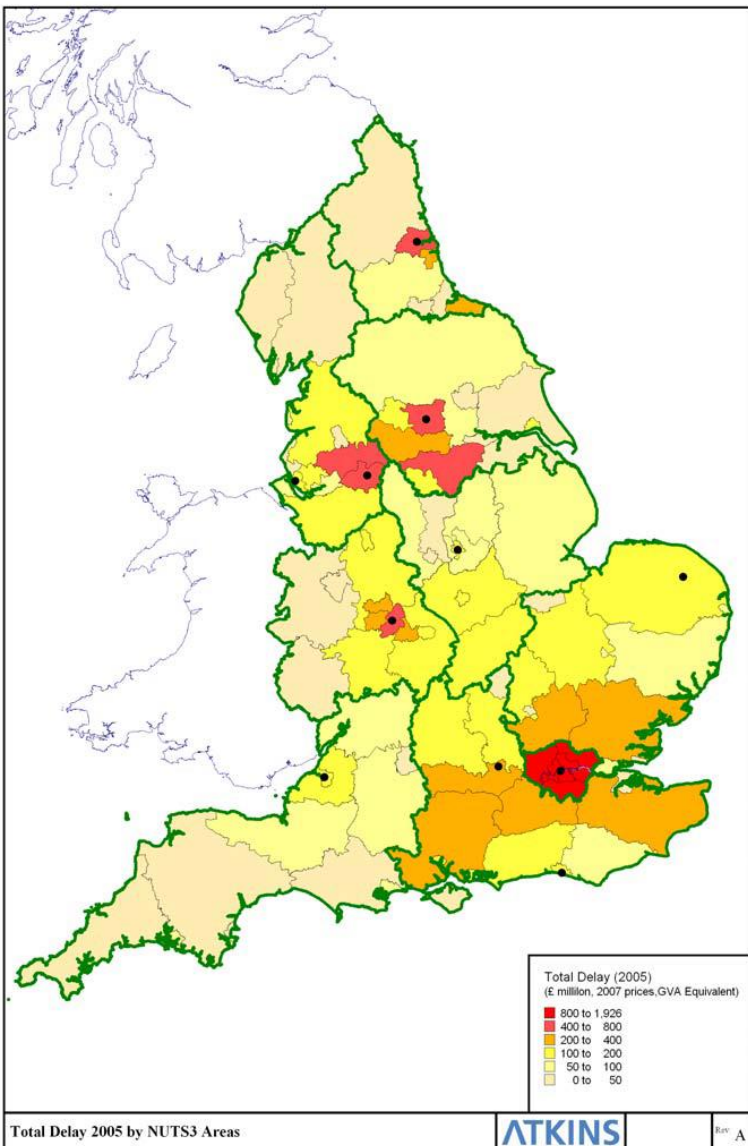 Total Delay (2005)
(£ millilon, 2007 prices,GVA Equivalent)
800 to 1,926
400 to 800
200 to 400
100 to 200
50 to 100
0 to 50
Total Delay 2005 by NUTS3 Areas
ATKINS
Rev A